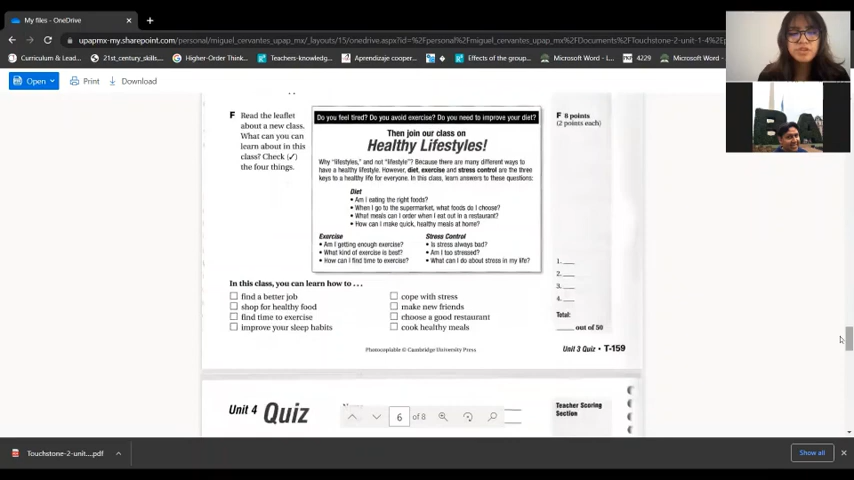 My files - OneDrive
upapmx-my.sharepoint.com/personal/miguel_cervantes_upap_mx/_layouts/15/onedrive.aspx?id=%2Fpersonal%2Fmiguel_cervantes_upap_mx%2FDocuments%2FTouchstone-2-unit-1-4%2
Curriculum & Lead... 21st_century_skills.... Higher-Order Think... Teachers-knowledg... Aprendizaje cooper... Effects of the group... Microsoft Word - L... 4229 Microsoft Word -
Open Print Download
F Read the leaflet
about a new class.
What can you can
learn about in this
class? Check (✓)
the four things.
Do you feel tired? Do you avoid exercise? Do you need to improve your diet?
Then join our class on
Healthy Lifestyles!
Why “lifestyles,” and not “lifestyle”? Because there are many different ways to
have a healthy lifestyle. However, diet, exercise and stress control are the three
keys to a healthy life for everyone. In this class, learn answers to these questions:
Diet
• Am I eating the right foods?
• When I go to the supermarket, what foods do I choose?
• What meals can I order when I eat out in a restaurant?
• How can I make quick, healthy meals at home?
Exercise
• Am I getting enough exercise?
• What kind of exercise is best?
• How can I find time to exercise?
Stress Control
• Is stress always bad?
• Am I too stressed?
• What can I do about stress in my life?
F 8 points
(2 points each)
1. ___
2. ___
3. ___
4. ___
Total:
____ out of 50
In this class, you can learn how to . . .
☐ find a better job
☐ shop for healthy food
☐ find time to exercise
☐ improve your sleep habits
☐ cope with stress
☐ make new friends
☐ choose a good restaurant
☐ cook healthy meals
Photocopiable © Cambridge University Press
Unit 3 Quiz • T-159
Unit 4 Quiz
6 of 8
Teacher Scoring
Section
BA
Touchstone-2-unit....pdf
Show all